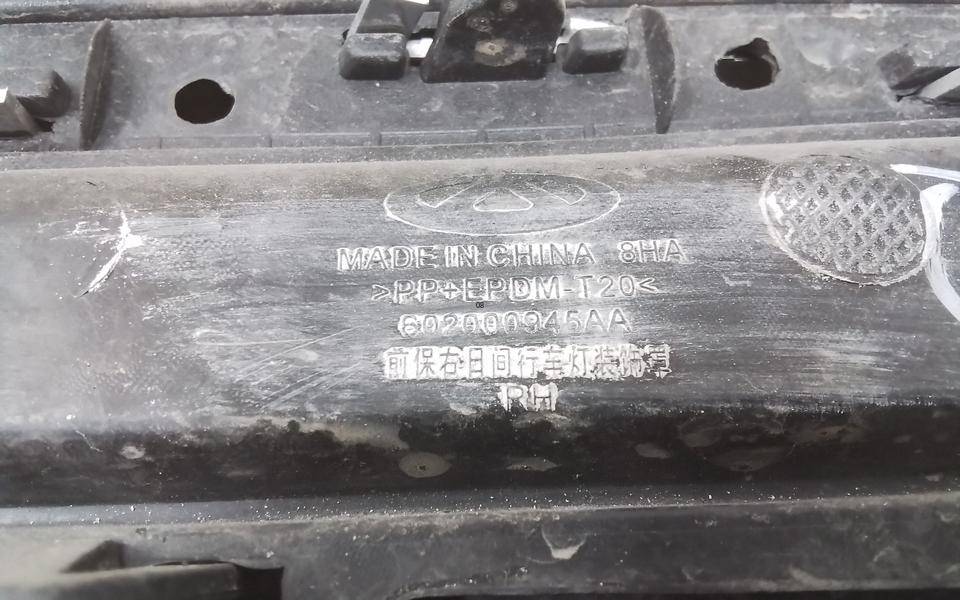 MADE IN CHINA 8HA
>PP+EPDM-T20<
08
602000945AA
前保右日间行车灯装饰罩
RH